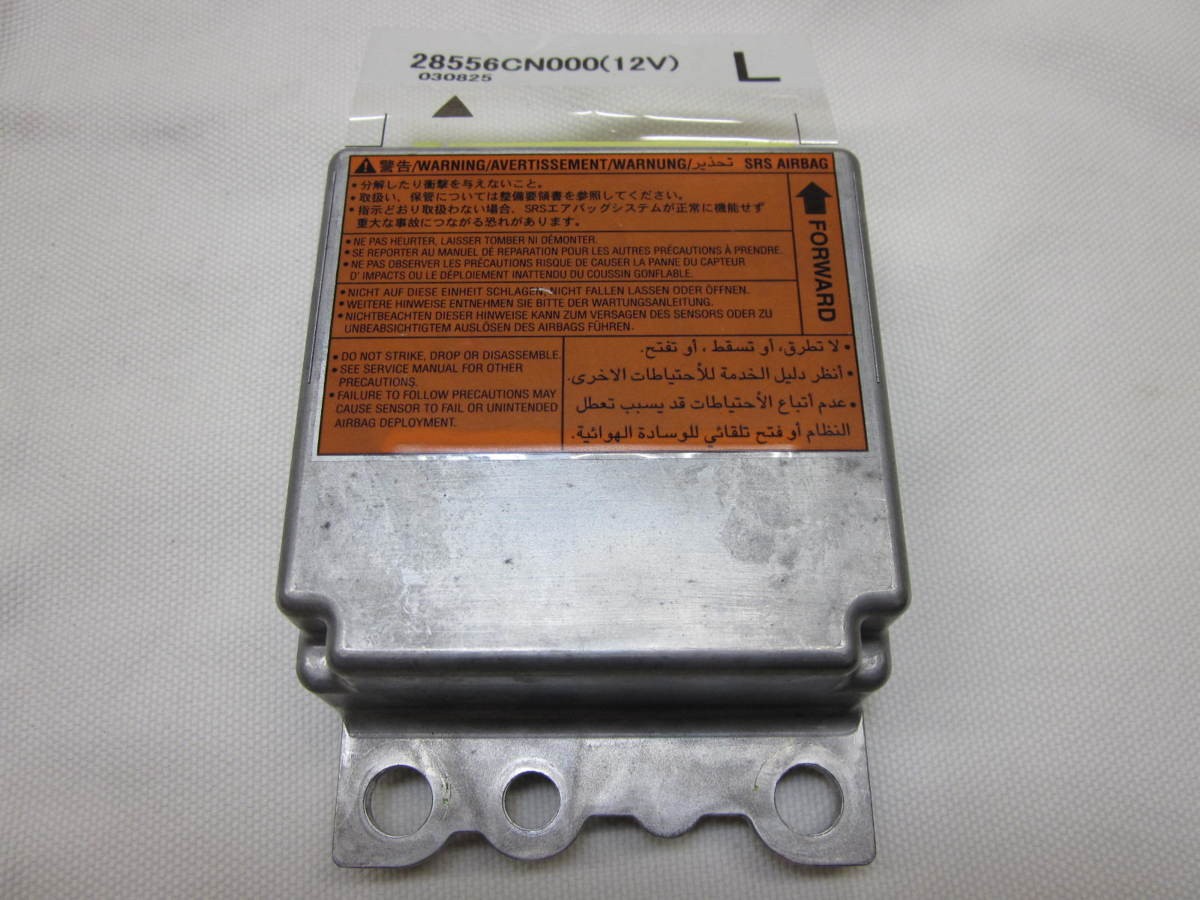 28556CN000(12V) L
030825
警告/WARNING/AVERTISSEMENT/WARNUNG/تحذير SRS AIRBAG
• 分解したり衝撃を与えないこと。
• 取扱い、保管については整備要領書を参照してください。
• 指示どおり取扱わない場合、SRSエアバッグシステムが正常に機能せず
重大な事故につながる恐れがあります。
FORWARD
• NE PAS HEURTER, LAISSER TOMBER NI DÉMONTER.
• SE REPORTER AU MANUEL DE REPARATION POUR LES AUTRES PRÉCAUTIONS À PRENDRE.
• NE PAS OBSERVER LES PRÉCAUTIONS RISQUE DE CAUSER LA PANNE DU CAPTEUR
D' IMPACTS OU LE DÉPLOIEMENT INATTENDU DU COUSSIN GONFLABLE.
• NICHT AUF DIESE EINHEIT SCHLAGEN, NICHT FALLEN LASSEN ODER ÖFFNEN.
• WEITERE HINWEISE ENTNEHMEN SIE BITTE DER WARTUNGSANLEITUNG.
• NICHTBEACHTEN DIESER HINWEISE KANN ZUM VERSAGEN DES SENSORS ODER ZU
UNBEABSICHTIGTEM AUSLÖSEN DES AIRBAGS FÜHREN.
• DO NOT STRIKE, DROP OR DISASSEMBLE.
• SEE SERVICE MANUAL FOR OTHER
PRECAUTIONS.
• FAILURE TO FOLLOW PRECAUTIONS MAY
CAUSE SENSOR TO FAIL OR UNINTENDED
AIRBAG DEPLOYMENT.
• لا تطرق، أو تسقط ، أو تفتح.
• أنظر دليل الخدمة للأحتياطات الاخرى.
• عدم أتباع الأحتياطات قد يسبب تعطل
النظام أو فتح تلقائي للوسادة الهوائية.